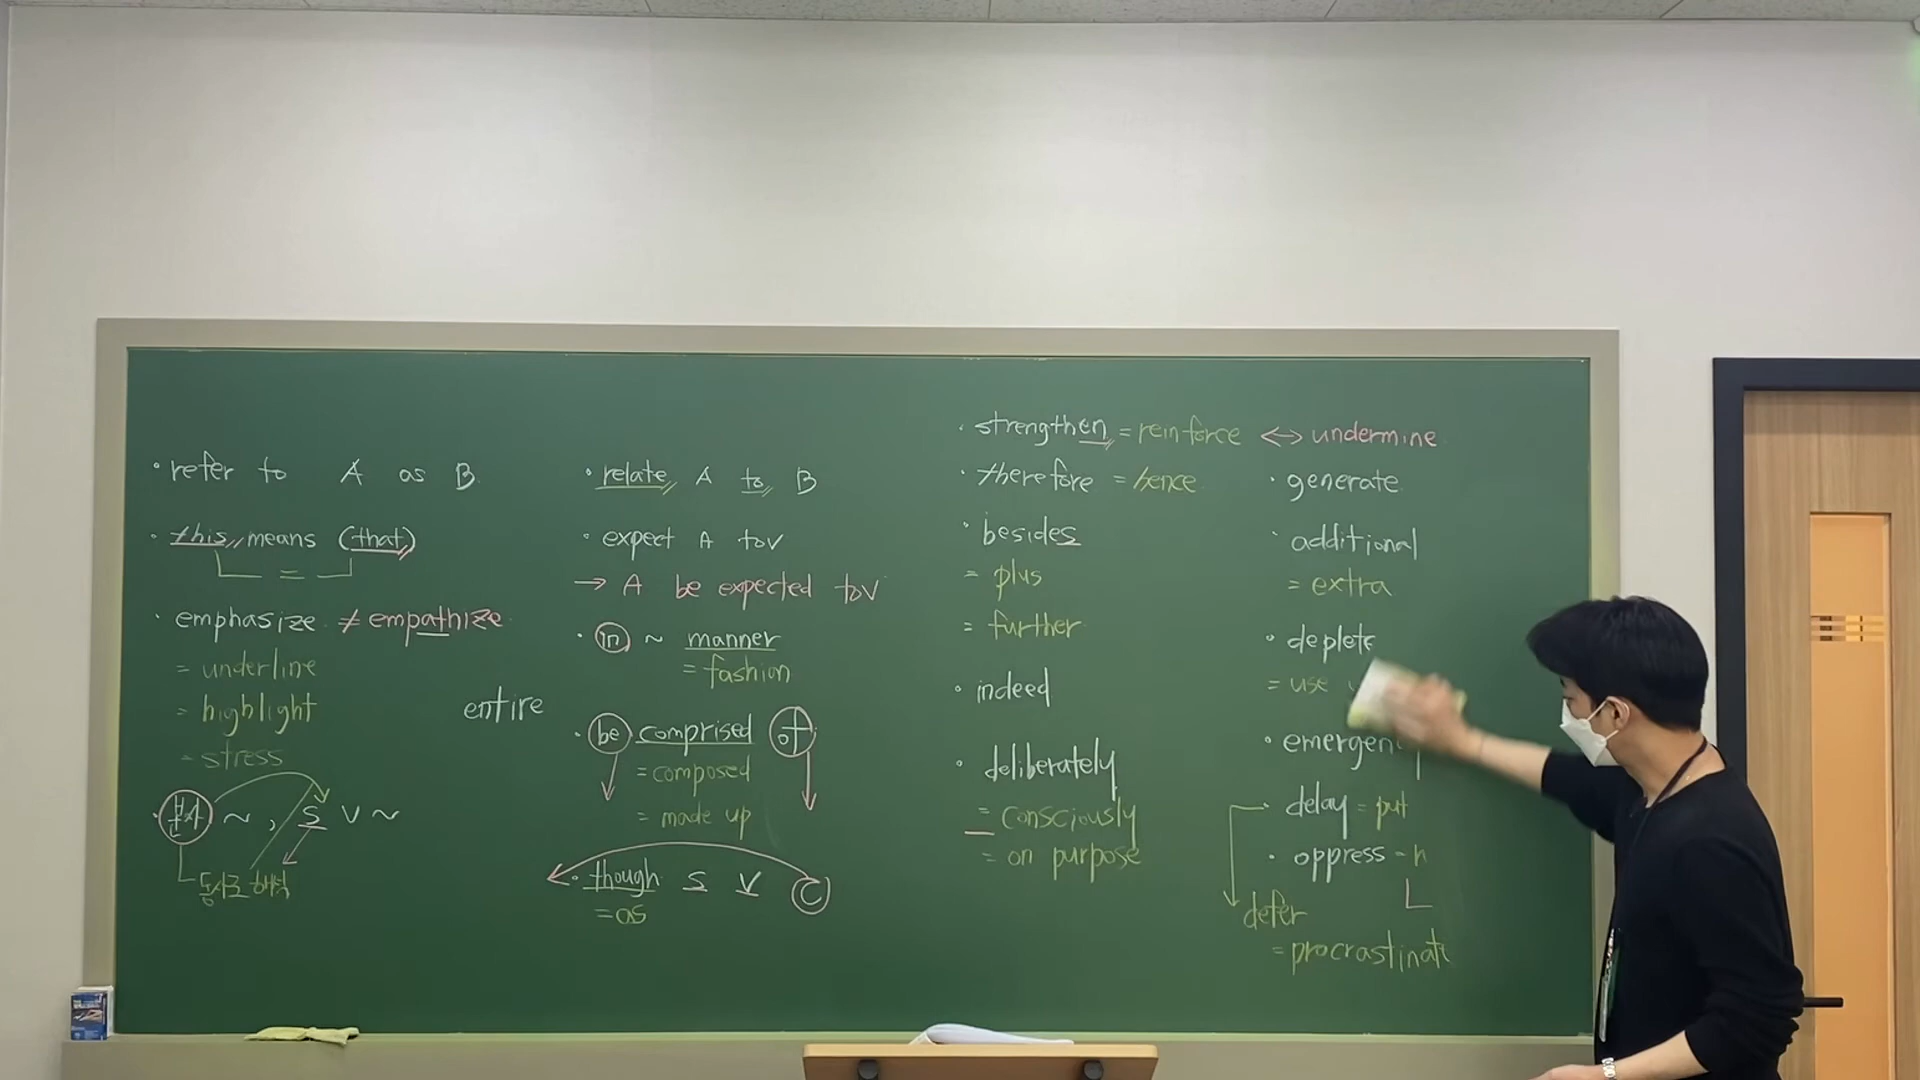 · refer to A as B
· this means (that)
=
· emphasize ≠ empathize
= underline
= highlight
= stress
· 분사 ~, S V ~
동시로 해석
entire
· relate A to B
· expect A to V
→ A be expected to V
· in ~ manner
= fashion
· be comprised of
= composed
= made up
· though S V C
= as
· strengthen = reinforce ↔ undermine
· therefore = hence
· besides
= plus
= further
· indeed
· deliberately
= consciously
= on purpose
· generate
· additional
= extra
· deplete
= use
· emergen
· delay = put
· oppress -
defer
= procrastinate